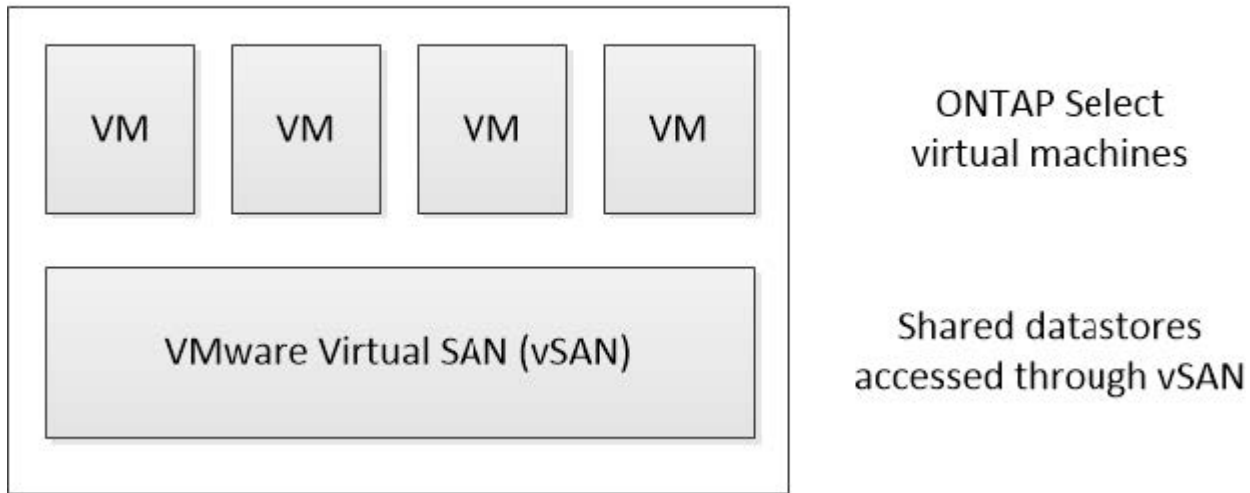 VM VM VM VM
ONTAP Select
virtual machines
VMware Virtual SAN (vSAN)
Shared datastores
accessed through vSAN